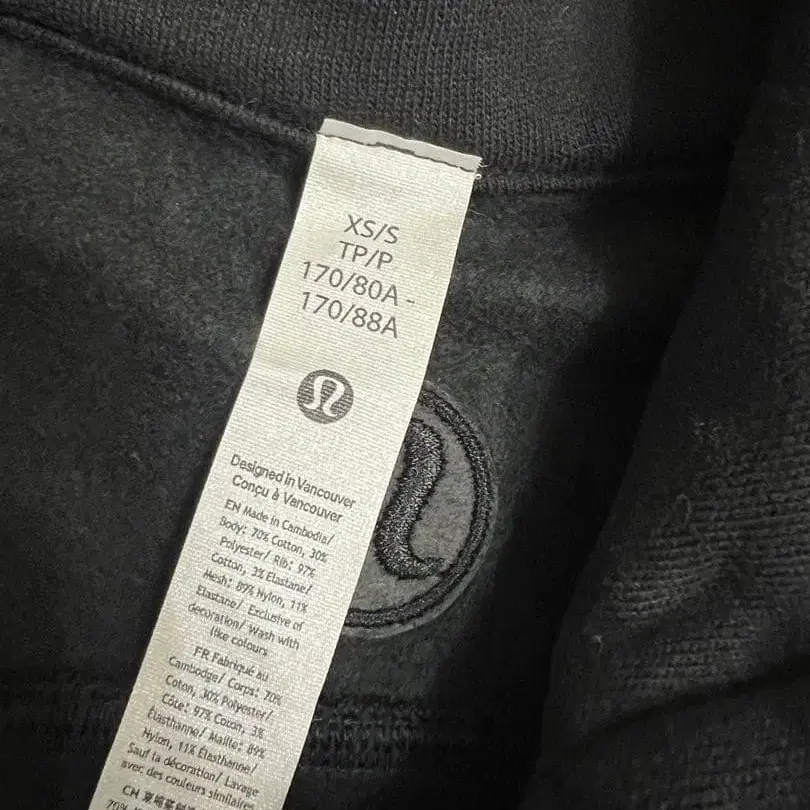 XS/S
TP/P
170/80A -
170/88A
Designed in Vancouver
Conçu à Vancouver
EN Made in Cambodia/
Body: 70% Cotton, 30%
Polyester/ Rib: 97%
Cotton, 3% Elastane/
Mesh: 89% Nylon, 11%
Elastane/ Exclusive of
decoration/ Wash with
like colours
FR Fabriqué au
Cambodge/ Corps: 70%
Coton, 30% Polyester/
Côte: 97% Coton, 3%
Élasthanne/ Maille: 89%
Nylon, 11% Élasthanne/
Sauf la décoration/ Lavage
avec des couleurs similaires
CN
70%